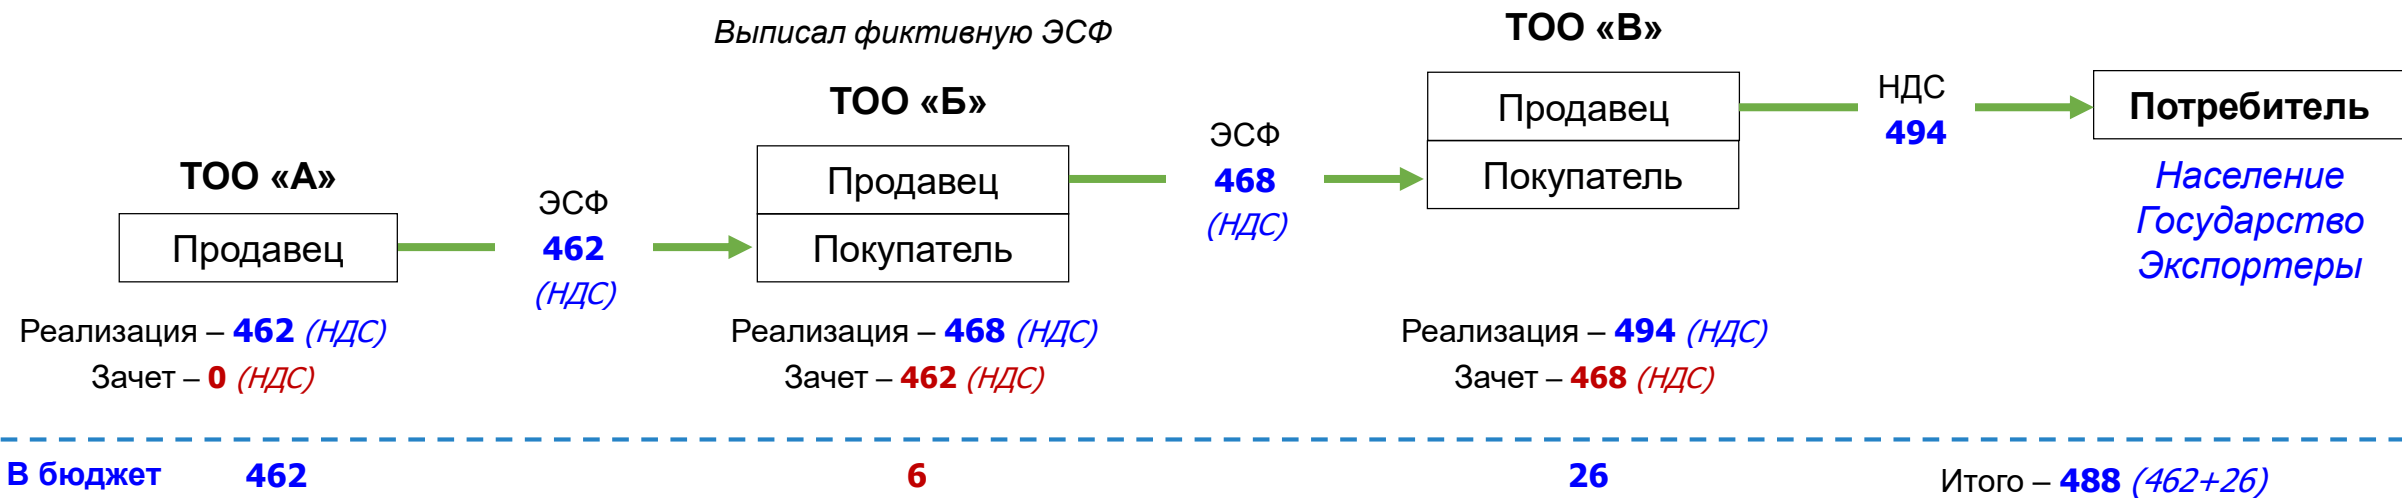 Выписал фиктивную ЭСФ
ТОО «А»
Продавец
Реализация – 462 (НДС)
Зачет – 0 (НДС)
ЭСФ
462
(НДС)
ТОО «Б»
Продавец
Покупатель
Реализация – 468 (НДС)
Зачет – 462 (НДС)
ЭСФ
468
(НДС)
ТОО «В»
Продавец
Покупатель
Реализация – 494 (НДС)
Зачет – 468 (НДС)
НДС
494
Потребитель
Население
Государство
Экспортеры
В бюджет 462 6 26 Итого – 488 (462+26)